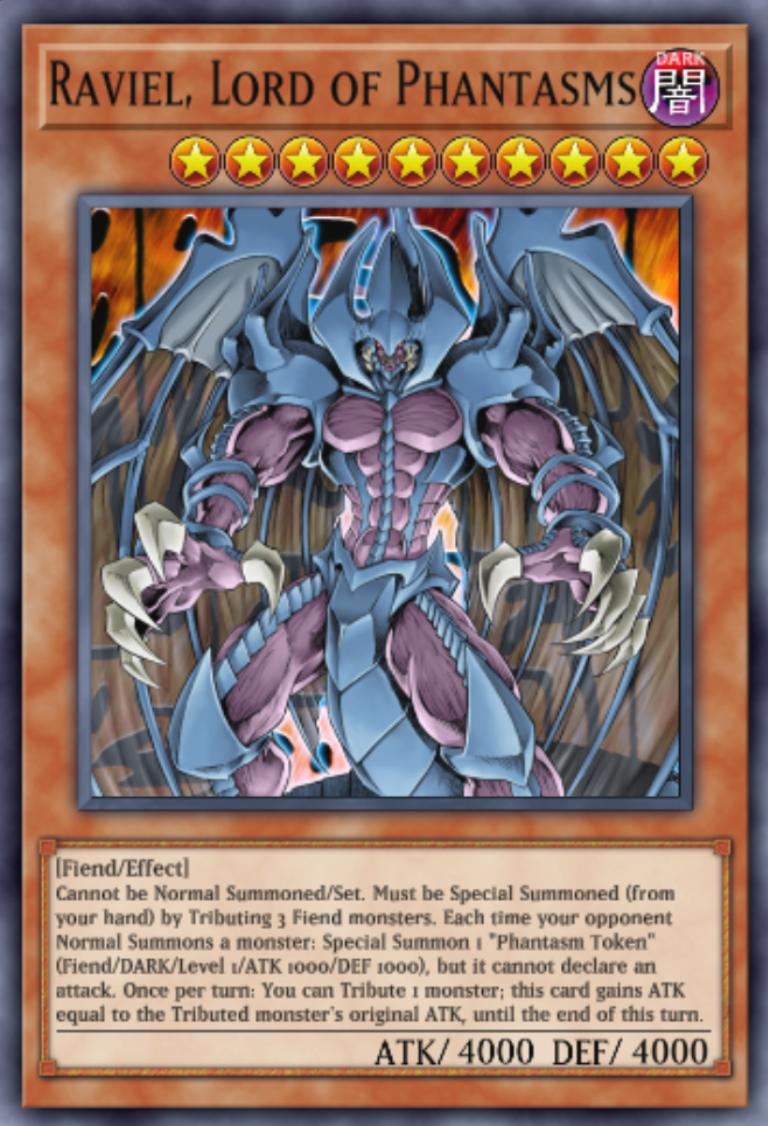 RAVIEL, LORD OF PHANTASMS
DARK
闇
[Fiend/Effect]
Cannot be Normal Summoned/Set. Must be Special Summoned (from
your hand) by Tributing 3 Fiend monsters. Each time your opponent
Normal Summons a monster: Special Summon 1 "Phantasm Token"
(Fiend/DARK/Level 1/ATK 1000/DEF 1000), but it cannot declare an
attack. Once per turn: You can Tribute 1 monster; this card gains ATK
equal to the Tributed monster's original ATK, until the end of this turn.
ATK/ 4000 DEF/ 4000